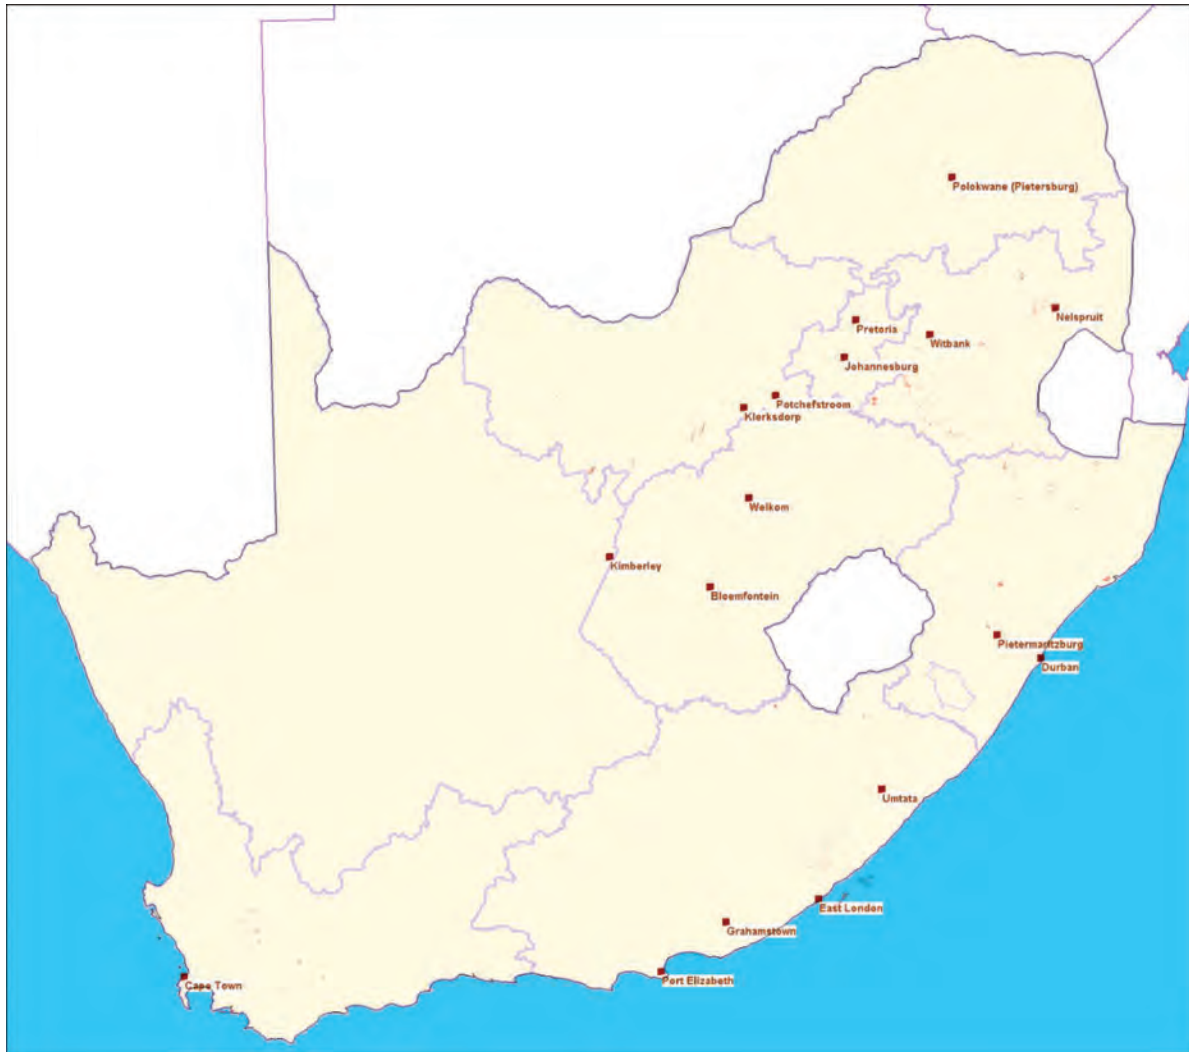 Polokwane (Pietersburg)
Nelspruit
Pretoria
Witbank
Johannesburg
Potchefstroom
Klerksdorp
Welkom
Kimberley
Bloemfontein
Pietermaritzburg
Durban
Umtata
East London
Grahamstown
Port Elizabeth
Cape Town